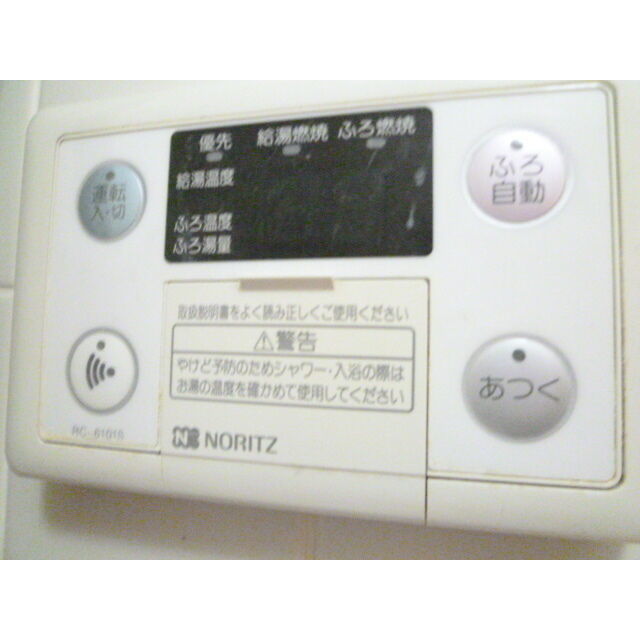 優先 給湯燃焼 ふろ燃焼
給湯温度
ふろ温度
ふろ湯量
運転
入・切
ふろ
自動
取扱説明書をよく読み正しくご使用ください
⚠警告
やけど予防のためシャワー・入浴の際は
お湯の温度を確かめて使用してください
あつく
NORITZ